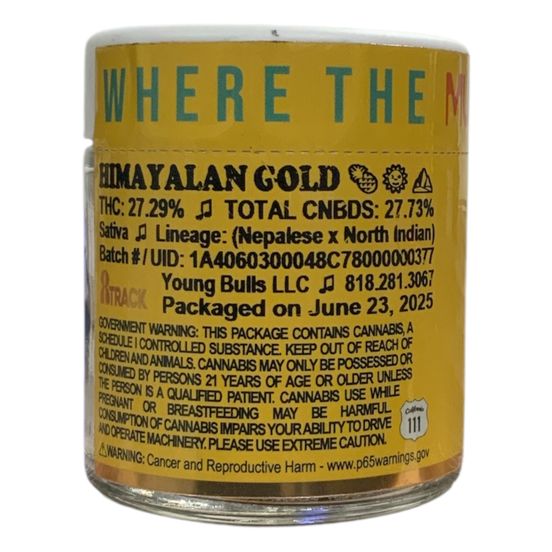 WHERE THE
HIMAYALAN GOLD
THC: 27.29% ♫ TOTAL CNBDS: 27.73%
Sativa ♫ Lineage: (Nepalese x North Indian)
Batch # / UID: 1A4060300048C78000000377
Young Bulls LLC ♫ 818.281.3067
TRACK
Packaged on June 23, 2025
GOVERNMENT WARNING: THIS PACKAGE CONTAINS CANNABIS, A
SCHEDULE I CONTROLLED SUBSTANCE. KEEP OUT OF REACH OF
CHILDREN AND ANIMALS. CANNABIS MAY ONLY BE POSSESSED OR
CONSUMED BY PERSONS 21 YEARS OF AGE OR OLDER UNLESS
THE PERSON IS A QUALIFIED PATIENT. CANNABIS USE WHILE
PREGNANT OR BREASTFEEDING MAY BE HARMFUL.
CONSUMPTION OF CANNABIS IMPAIRS YOUR ABILITY TO DRIVE
AND OPERATE MACHINERY. PLEASE USE EXTREME CAUTION.
California
111
⚠WARNING: Cancer and Reproductive Harm - www.p65warnings.gov